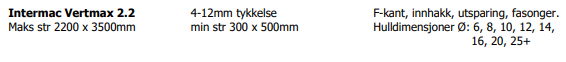 Intermac Vertmax 2.2 4-12mm tykkelse F-kant, innhakk, utsparing, fasonger.
Maks str 2200 x 3500mm min str 300 x 500mm Hulldimensjoner Ø: 6, 8, 10, 12, 14,
16, 20, 25+